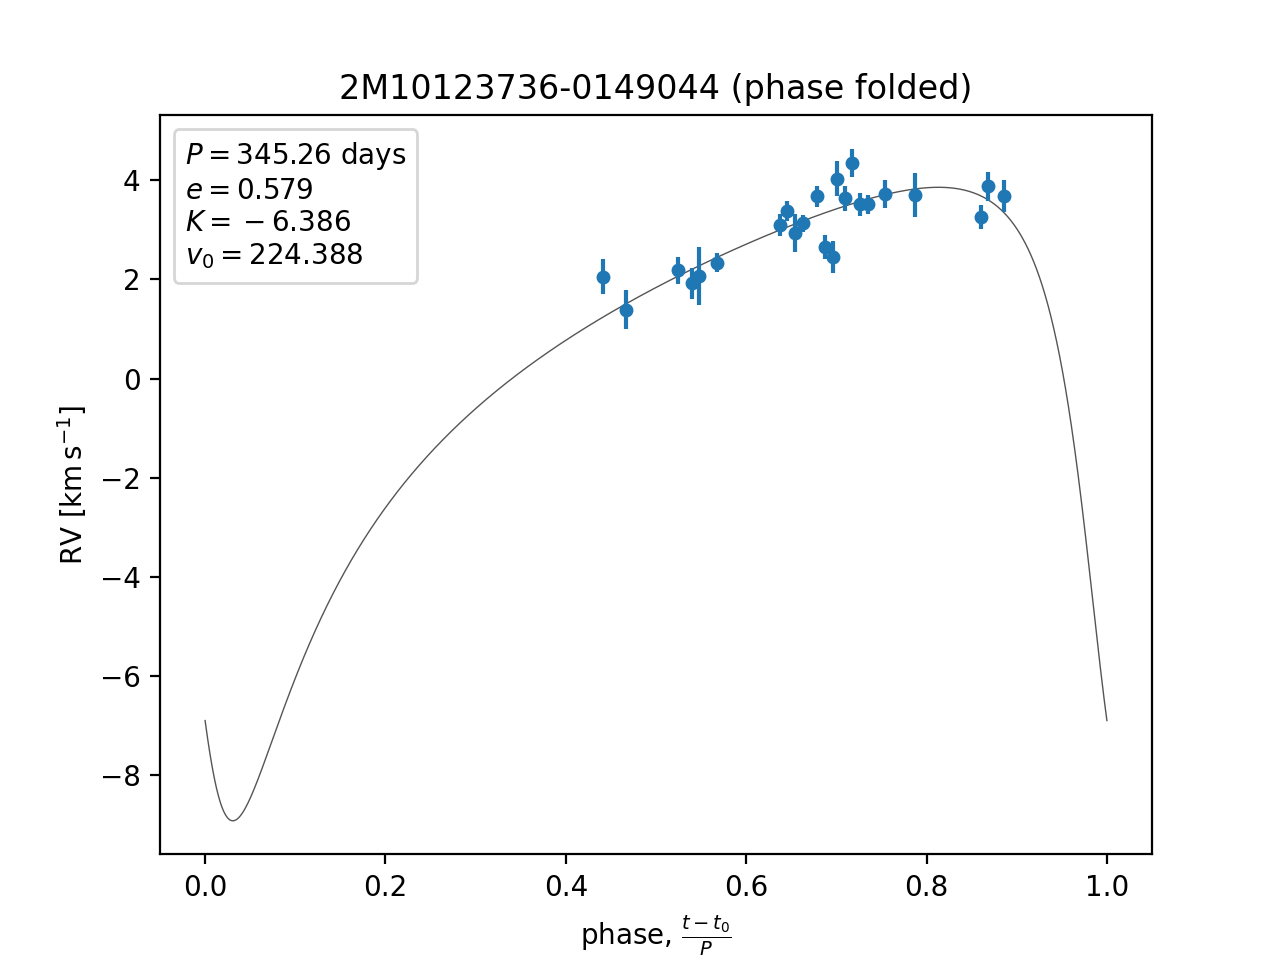 2M10123736-0149044 (phase folded)
P = 345.26 days
e = 0.579
K = −6.386
v₀ = 224.388
4
2
0
−2
−4
−6
−8
RV [km s⁻¹]
0.0 0.2 0.4 0.6 0.8 1.0
phase, (t − t₀)/P